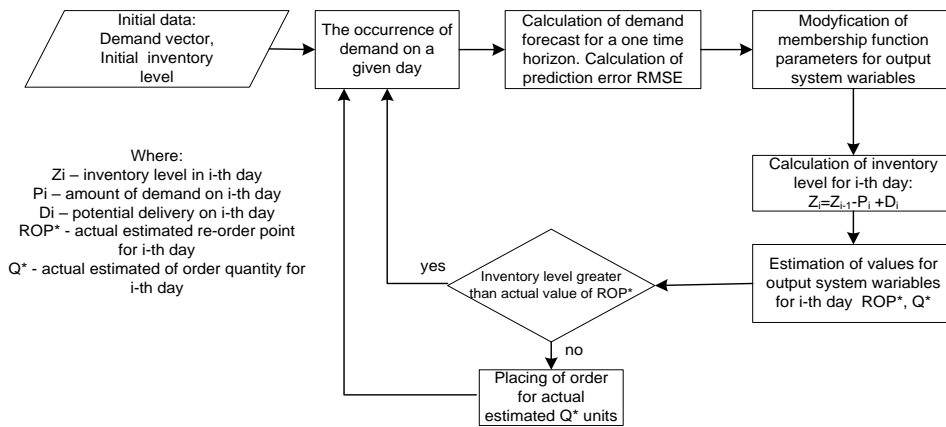 Initial data:
Demand vector,
Initial inventory
level
The occurrence of
demand on a
given day
Calculation of demand
forecast for a one time
horizon. Calculation of
prediction error RMSE
Modyfication of
membership function
parameters for output
system wariables
Where:
Zi – inventory level in i-th day
Pi – amount of demand on i-th day
Di – potential delivery on i-th day
ROP* - actual estimated re-order point
for i-th day
Q* - actual estimated of order quantity for
i-th day
Calculation of inventory
level for i-th day:
Zi=Zi-1-Pi +Di
Estimation of values for
output system wariables
for i-th day ROP*, Q*
yes
Inventory level greater
than actual value of ROP*
no
Placing of order
for actual
estimated Q* units